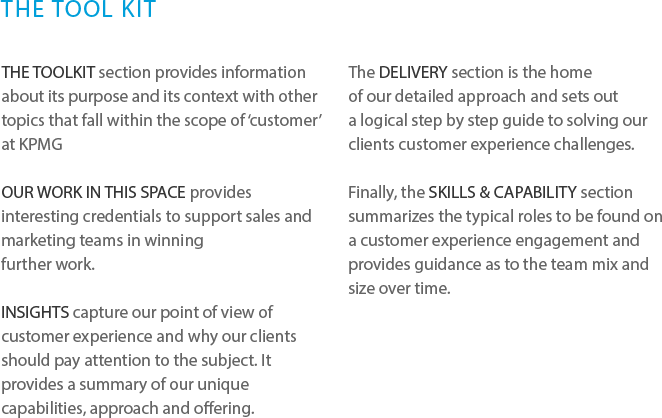 THE TOOL KIT
THE TOOLKIT section provides information
about its purpose and its context with other
topics that fall within the scope of ‘customer’
at KPMG
OUR WORK IN THIS SPACE provides
interesting credentials to support sales and
marketing teams in winning
further work.
INSIGHTS capture our point of view of
customer experience and why our clients
should pay attention to the subject. It
provides a summary of our unique
capabilities, approach and offering.
The DELIVERY section is the home
of our detailed approach and sets out
a logical step by step guide to solving our
clients customer experience challenges.
Finally, the SKILLS & CAPABILITY section
summarizes the typical roles to be found on
a customer experience engagement and
provides guidance as to the team mix and
size over time.